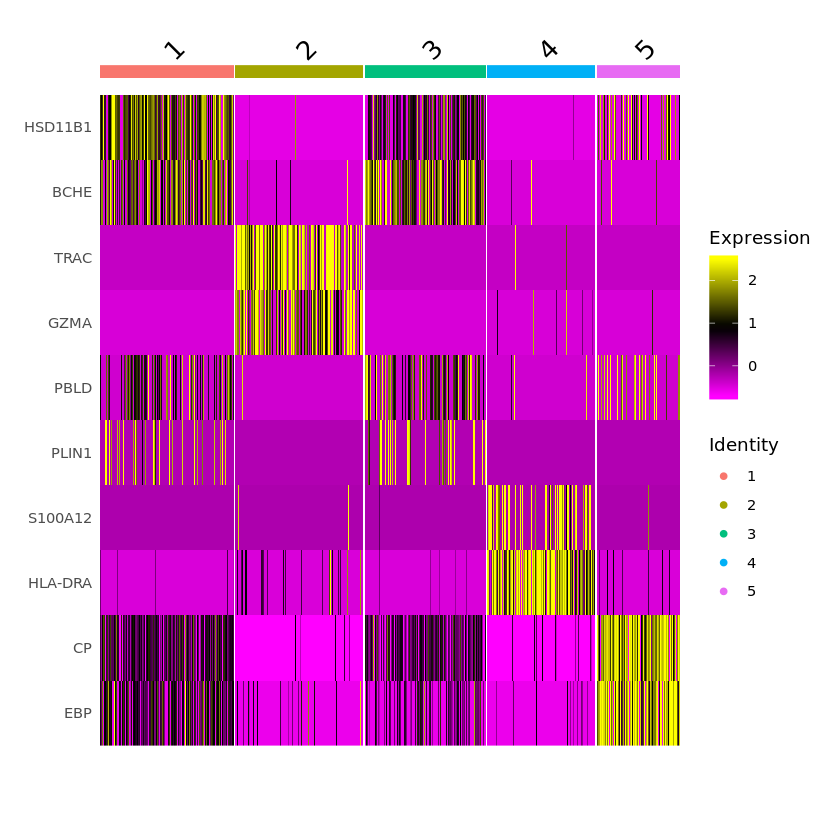 1 2 3 4 5
HSD11B1
BCHE
TRAC
GZMA
PBLD
PLIN1
S100A12
HLA-DRA
CP
EBP
Expression
2
1
0
Identity
1
2
3
4
5